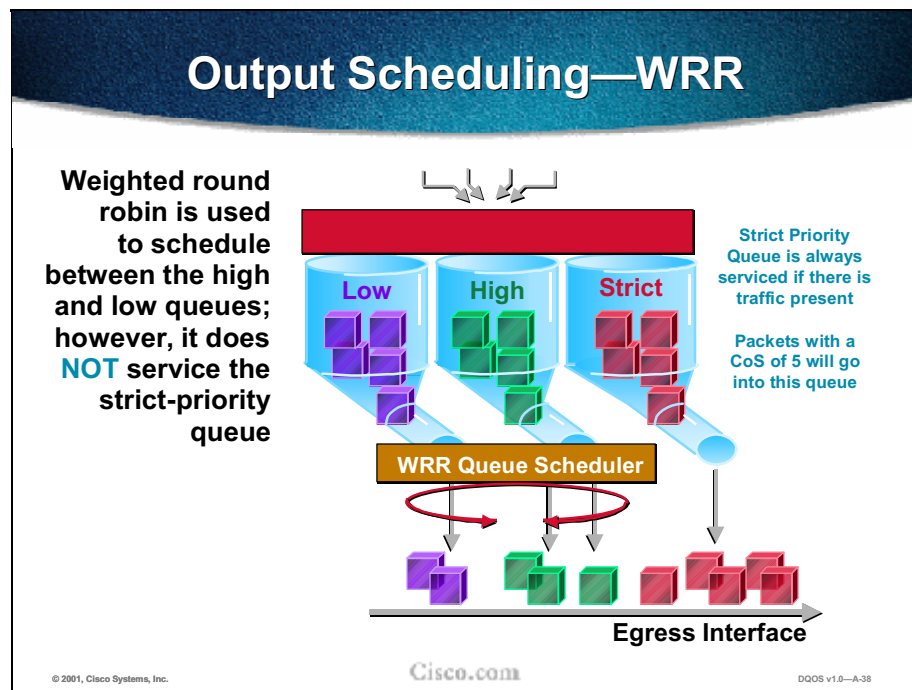 Output Scheduling—WRR
Weighted round
robin is used
to schedule
between the high
and low queues;
however, it does
NOT service the
strict-priority
queue
Low
High
Strict
Strict Priority
Queue is always
serviced if there is
traffic present
Packets with a
CoS of 5 will go
into this queue
WRR Queue Scheduler
Egress Interface
© 2001, Cisco Systems, Inc.
Cisco.com
DQOS v1.0—A-38